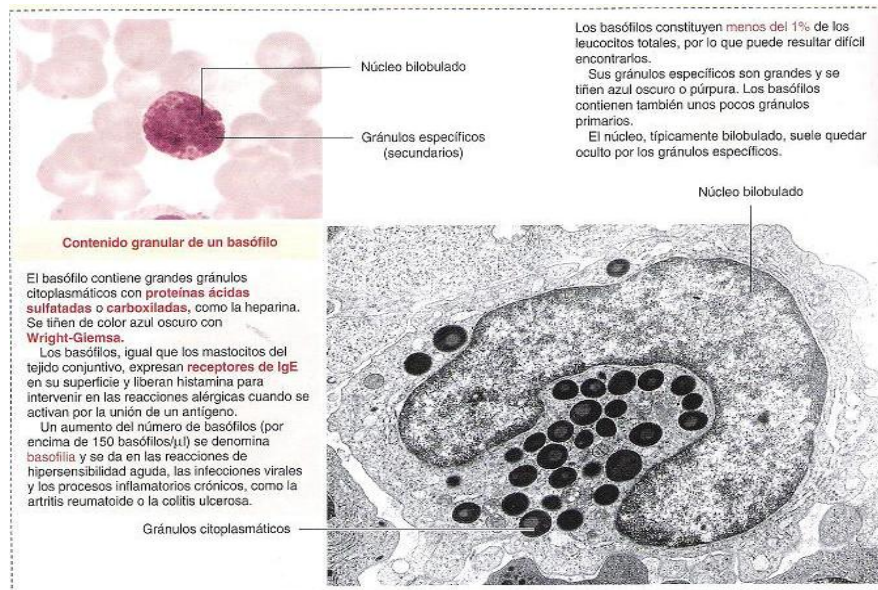 Núcleo bilobulado
Gránulos específicos
(secundarios)
Los basófilos constituyen menos del 1% de los
leucocitos totales, por lo que puede resultar difícil
encontrarlos.
Sus gránulos específicos son grandes y se
tiñen azul oscuro o púrpura. Los basófilos
contienen también unos pocos gránulos
primarios.
El núcleo, típicamente bilobulado, suele quedar
oculto por los gránulos específicos.
Núcleo bilobulado
Contenido granular de un basófilo
El basófilo contiene grandes gránulos
citoplasmáticos con proteínas ácidas
sulfatadas o carboxiladas, como la heparina.
Se tiñen de color azul oscuro con
Wright-Giemsa.
Los basófilos, igual que los mastocitos del
tejido conjuntivo, expresan receptores de IgE
en su superficie y liberan histamina para
intervenir en las reacciones alérgicas cuando se
activan por la unión de un antígeno.
Un aumento del número de basófilos (por
encima de 150 basófilos/μl) se denomina
basofilia y se da en las reacciones de
hipersensibilidad aguda, las infecciones virales
y los procesos inflamatorios crónicos, como la
artritis reumatoide o la colitis ulcerosa.
Gránulos citoplasmáticos